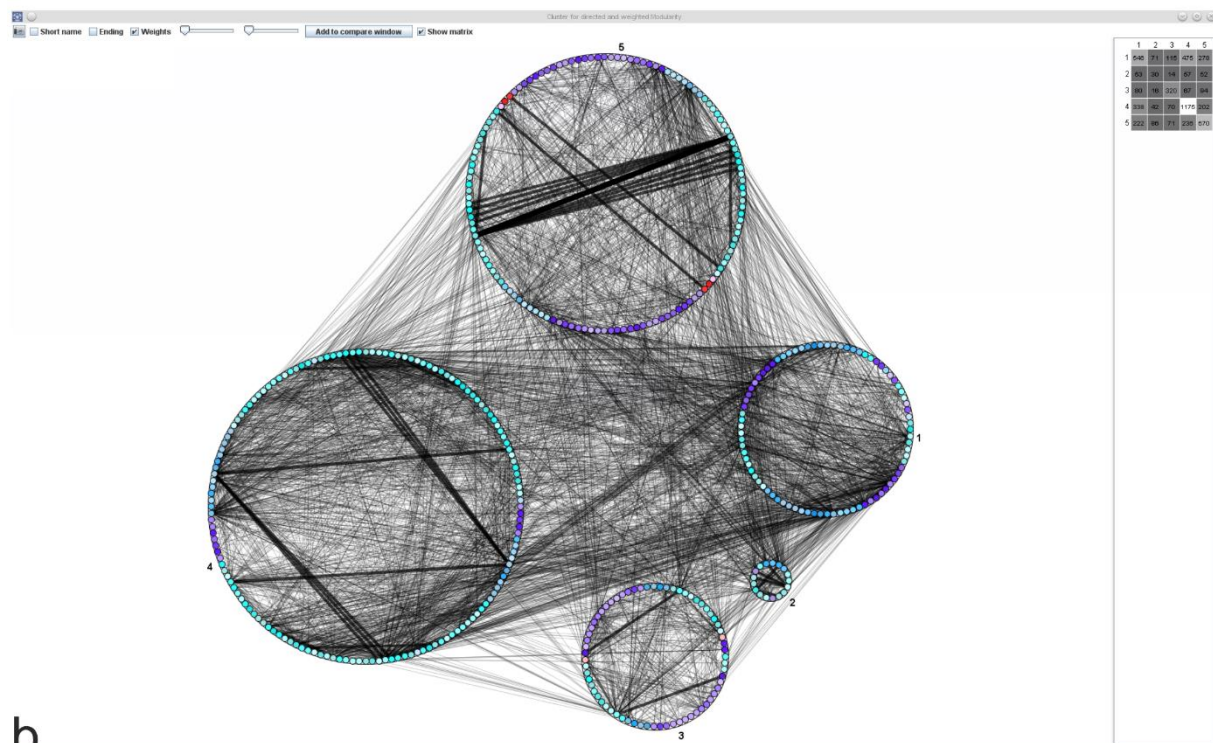 Cluster for directed and weighted Modularity
Short name Ending Weights Add to compare window Show matrix
5
1
4
2
3
b
1 2 3 4 5
1 646 71 115 475 279
2 63 30 14 57 52
3 80 16 320 67 94
4 338 42 70 1175 202
5 222 66 71 235 570